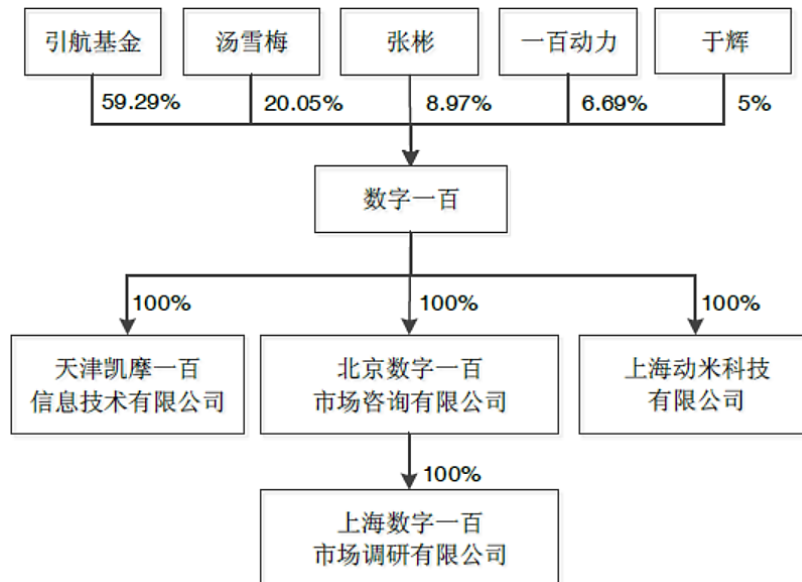 引航基金
汤雪梅
张彬
一百动力
于辉
59.29%
20.05%
8.97%
6.69%
5%
数字一百
100%
100%
100%
天津凯摩一百
信息技术有限公司
北京数字一百
市场咨询有限公司
上海动米科技
有限公司
100%
上海数字一百
市场调研有限公司